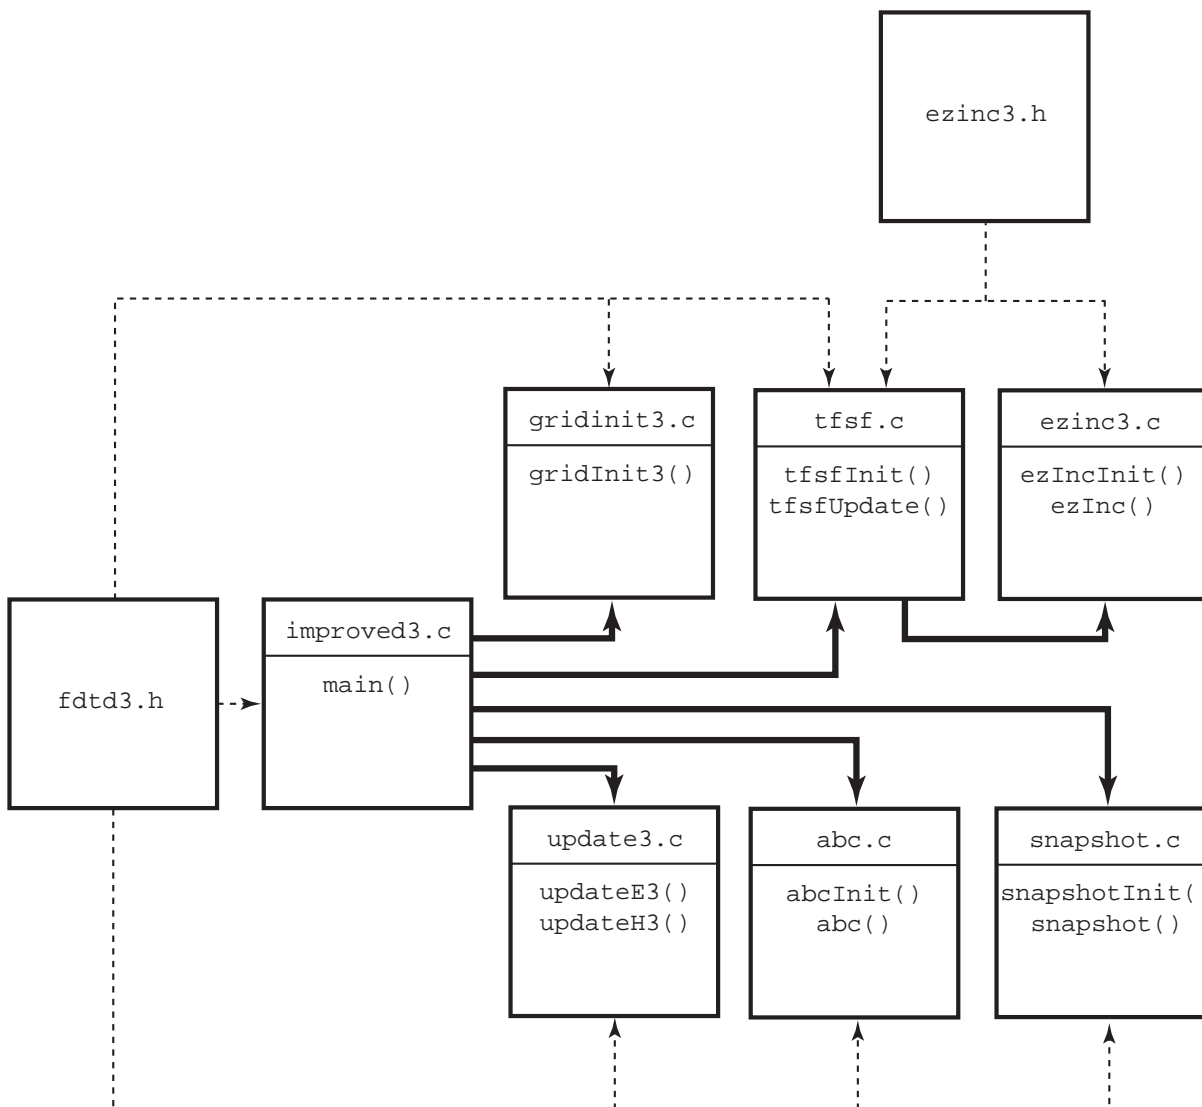 ezinc3.h
gridinit3.c
gridInit3()
tfsf.c
tfsfInit()
tfsfUpdate()
ezinc3.c
ezIncInit()
ezInc()
fdtd3.h
improved3.c
main()
update3.c
updateE3()
updateH3()
abc.c
abcInit()
abc()
snapshot.c
snapshotInit(
snapshot()